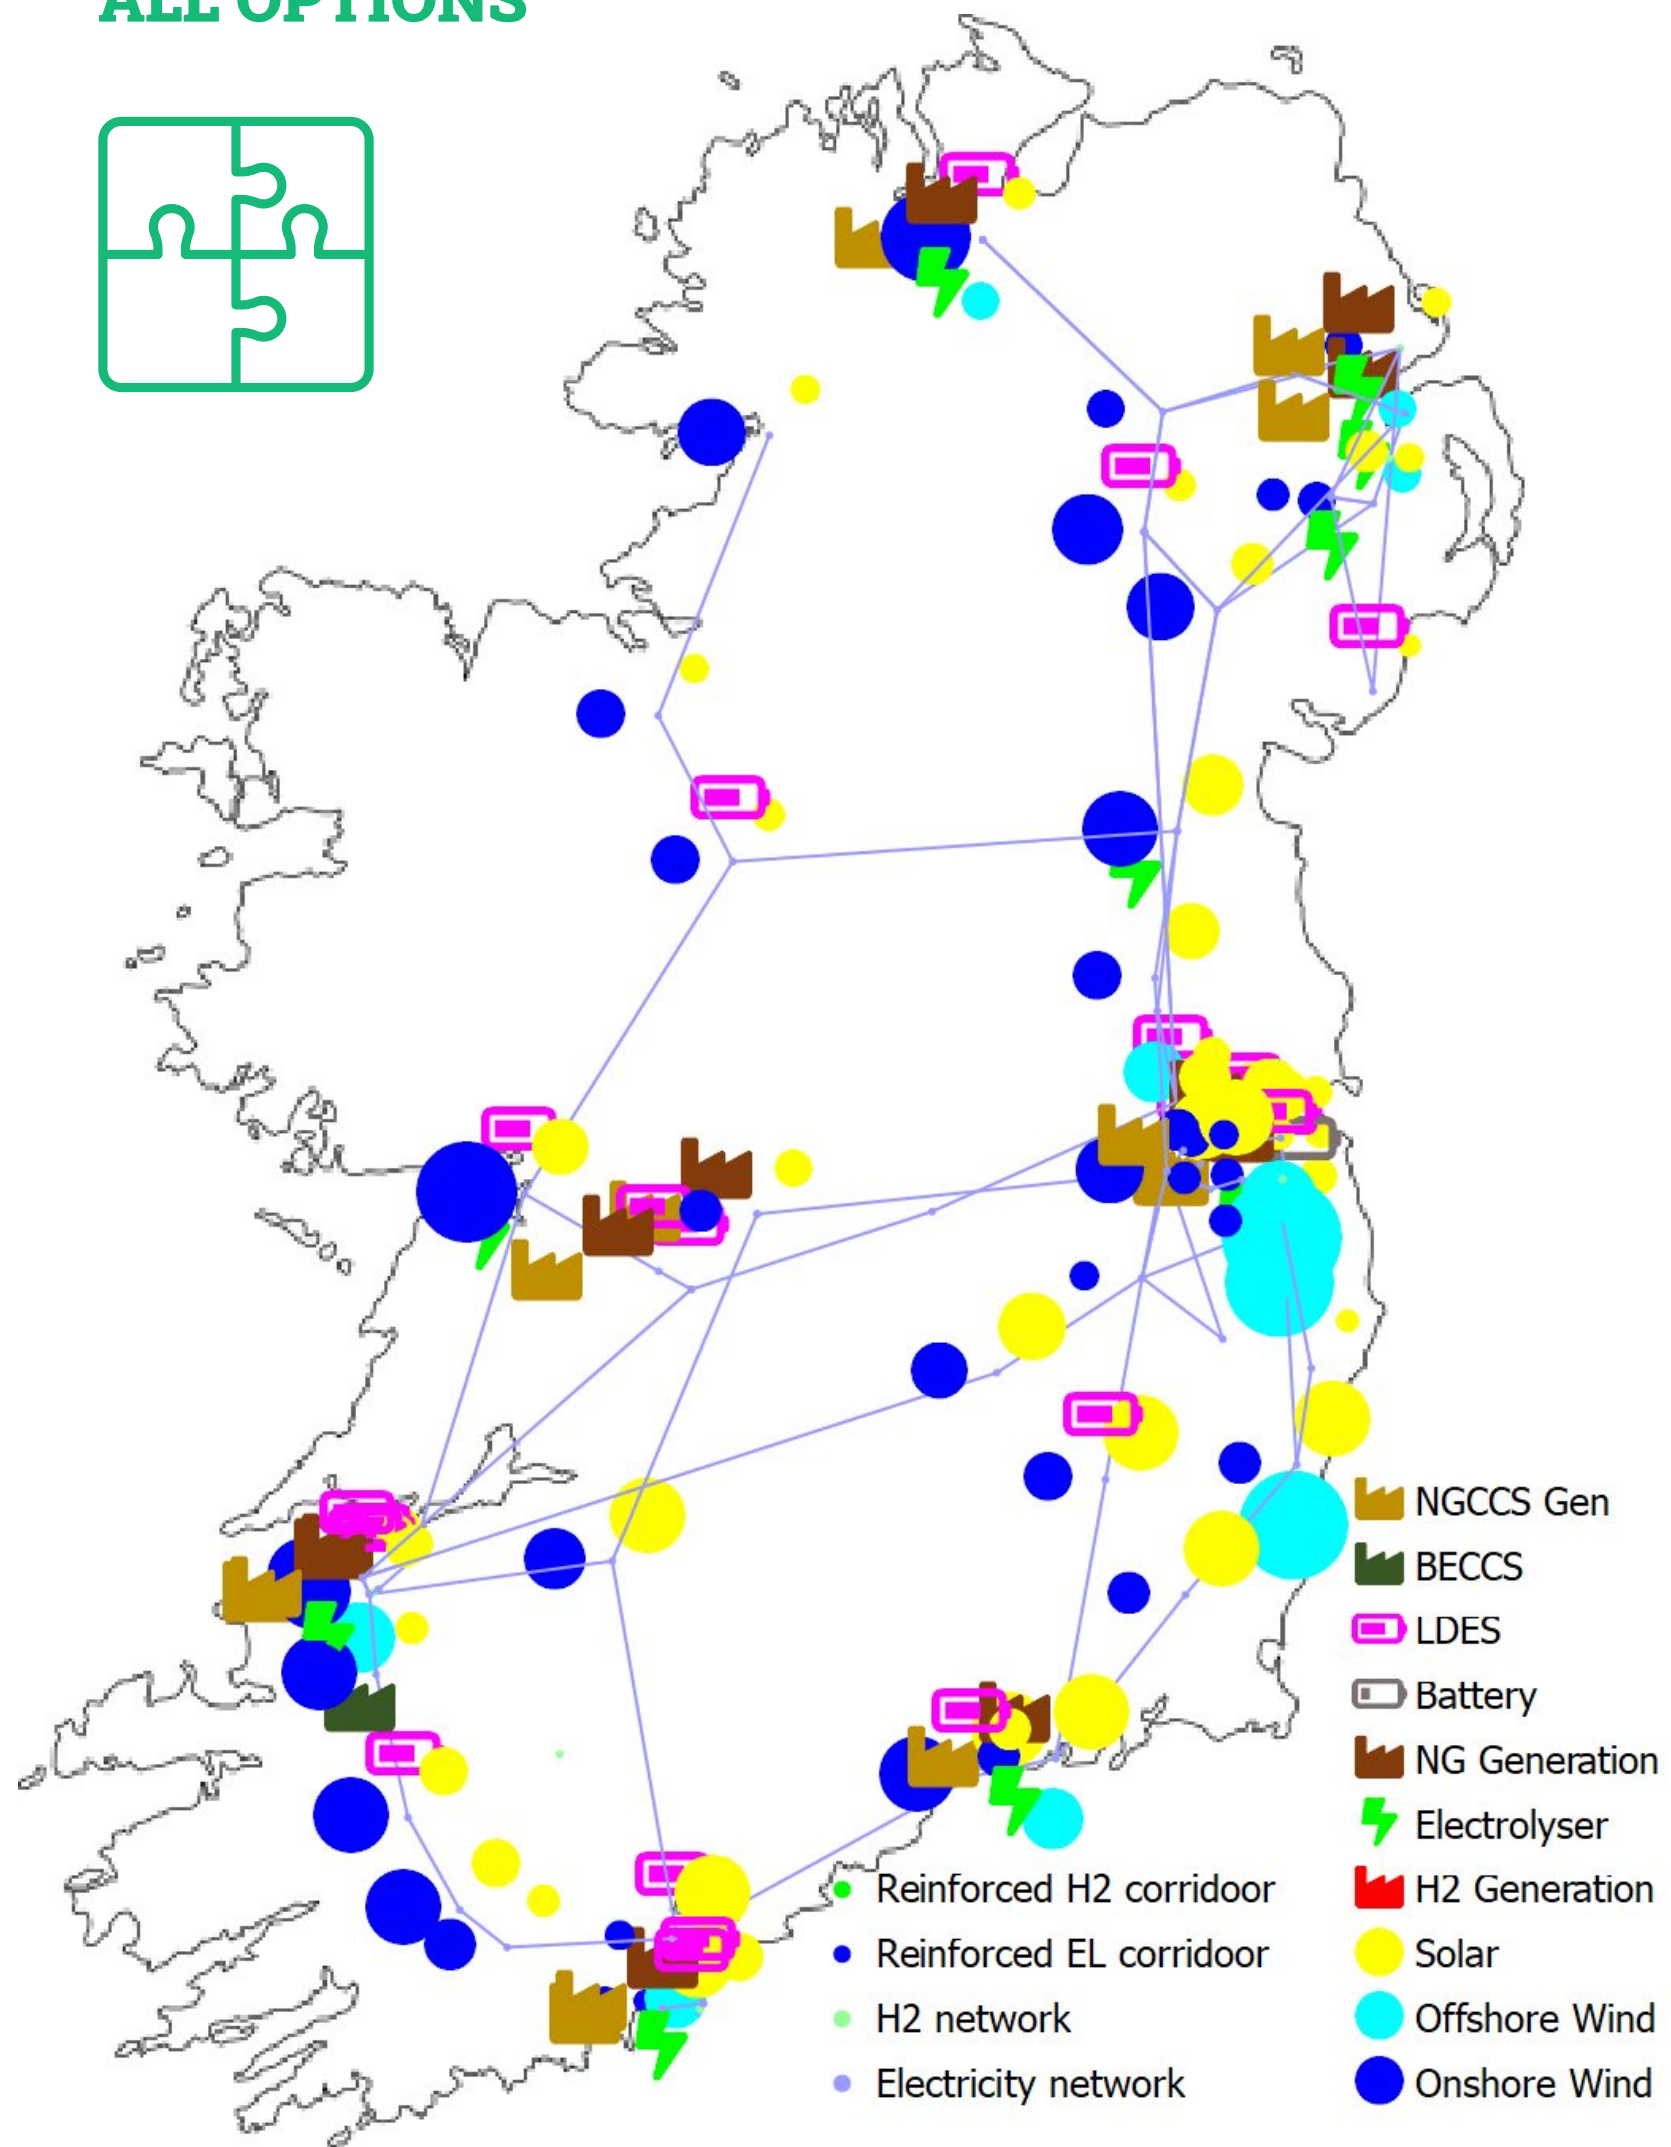 ALL OPTIONS
NGCCS Gen
BECCS
LDES
Battery
NG Generation
Electrolyser
H2 Generation
Solar
Offshore Wind
Onshore Wind
Reinforced H2 corridoor
Reinforced EL corridoor
H2 network
Electricity network